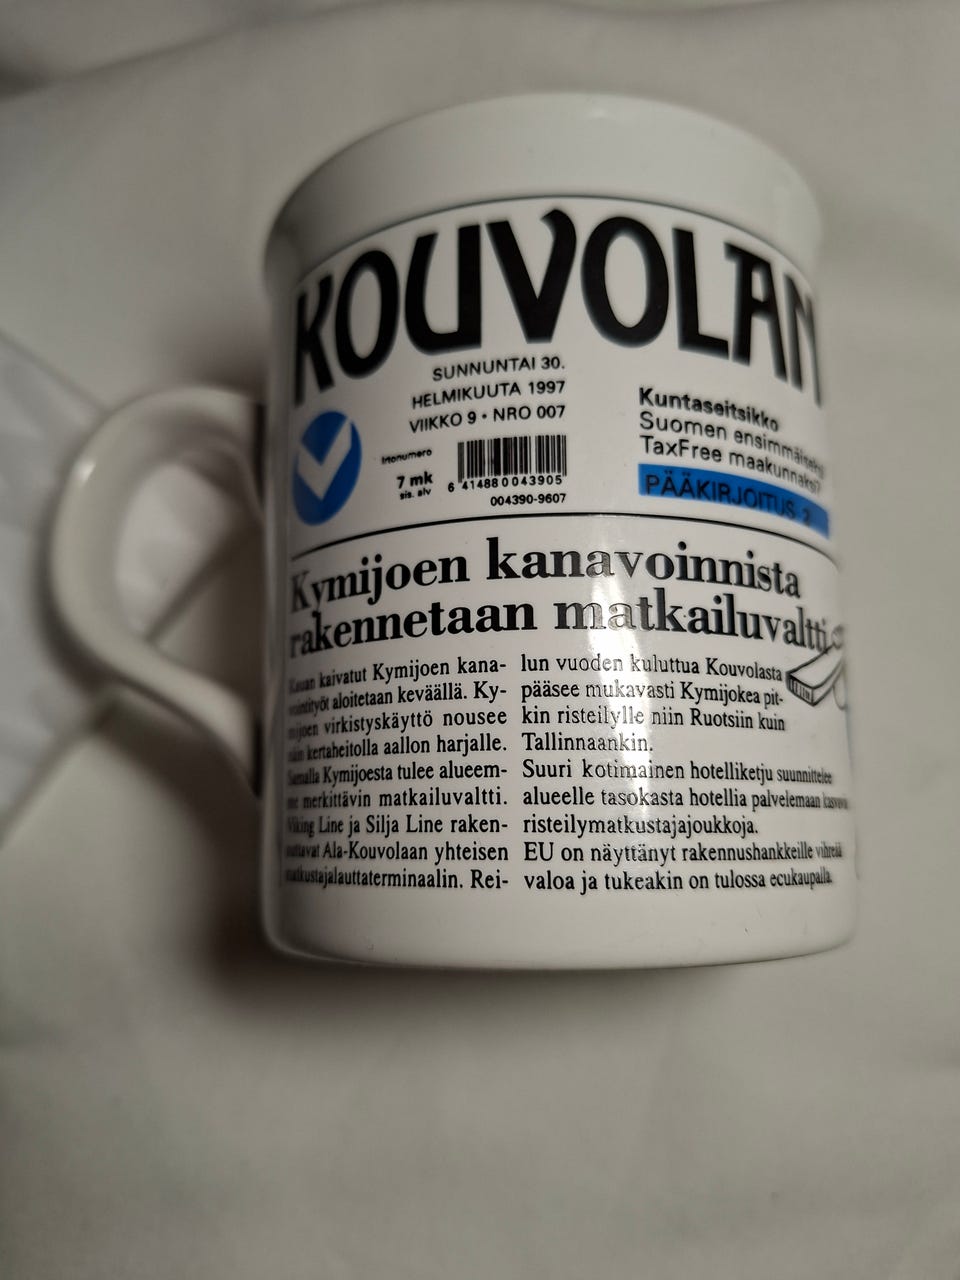 KOUVOLAN
SUNNUNTAI 30.
HELMIKUUTA 1997
VIIKKO 9 • NRO 007
Irtonumero
7 mk
sis. alv
6 414880 043905
004390-9607
Kuntaseitsikko
Suomen ensimmäiseksi
TaxFree maakunnaksi?
PÄÄKIRJOITUS 2
Kymijoen kanavoinnista
rakennetaan matkailuvaltti
kaivatut Kymijoen kana-
vointityöt aloitetaan keväällä. Ky-
mijoen virkistyskäyttö nousee
näin kertaheitolla aallon harjalle.
Samalla Kymijoesta tulee alueem-
me merkittävin matkailuvaltti.
Viking Line ja Silja Line raken-
nuttavat Ala-Kouvolaan yhteisen
matkustajalauttaterminaalin. Rei-
lun vuoden kuluttua Kouvolasta
pääsee mukavasti Kymijokea pit-
kin risteilylle niin Ruotsiin kuin
Tallinnaankin.
Suuri kotimainen hotelliketju suunnittelee
alueelle tasokasta hotellia palvelemaan kasvavia
risteilymatkustajajoukkoja.
EU on näyttänyt rakennushankkeille vihreää
valoa ja tukeakin on tulossa ecukaupalla.